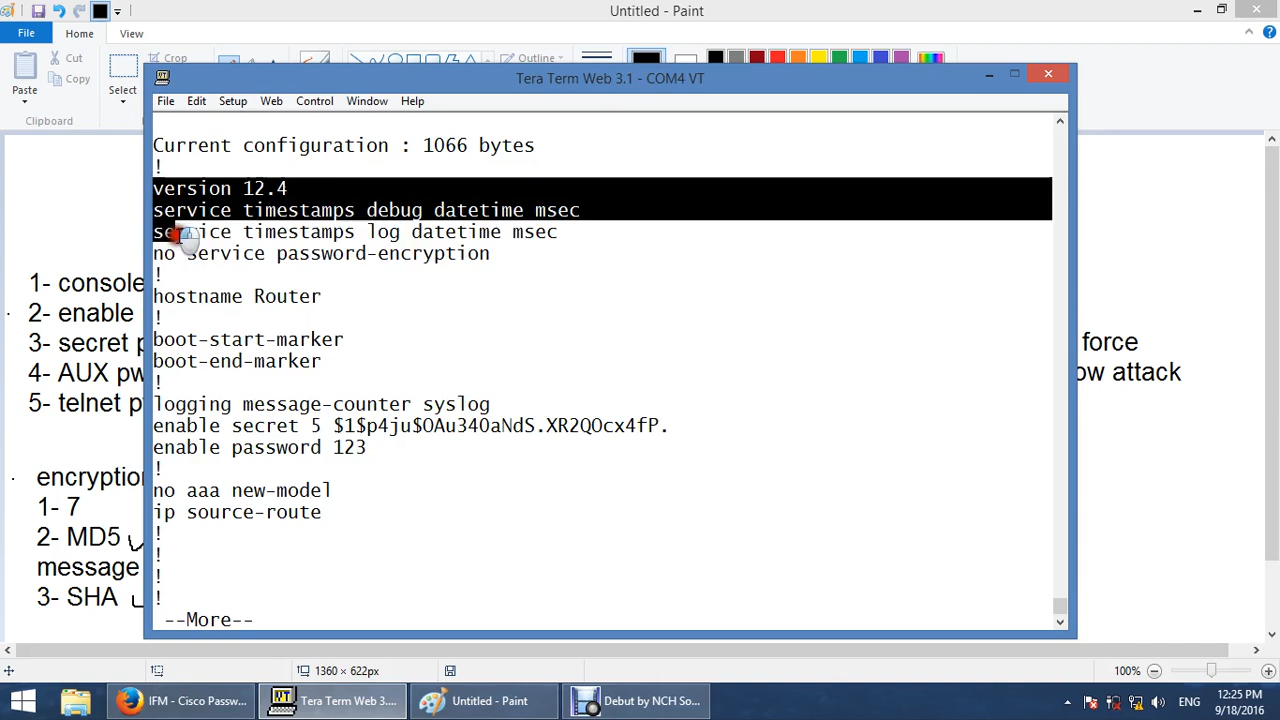 Untitled - Paint
File
Home
View
Paste
Cut
Copy
Clipboard
Select
Crop
Outline
Tera Term Web 3.1 - COM4 VT
File Edit Setup Web Control Window Help
Current configuration : 1066 bytes
!
version 12.4
service timestamps debug datetime msec
service timestamps log datetime msec
no service password-encryption
!
hostname Router
!
boot-start-marker
boot-end-marker
!
logging message-counter syslog
enable secret 5 $1$p4ju$OAu340aNdS.XR2QOcx4fP.
enable password 123
!
no aaa new-model
ip source-route
!
!
!
!
--More--
1- console
2- enable
3- secret p
4- AUX pw
5- telnet p
force
ow attack
encryption
1- 7
2- MD5
message
3- SHA
1360 × 622px
100%
IFM - Cisco Passw...
Tera Term Web 3....
Untitled - Paint
Debut by NCH So...
ENG
12:25 PM
9/18/2016